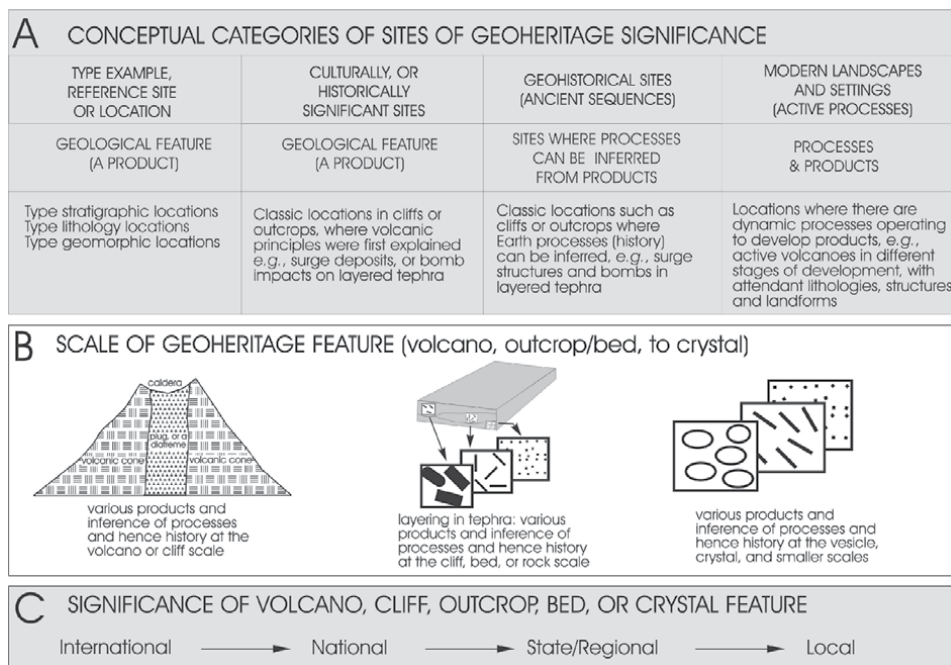 A CONCEPTUAL CATEGORIES OF SITES OF GEOHERITAGE SIGNIFICANCE
TYPE EXAMPLE,
REFERENCE SITE
OR LOCATION
CULTURALLY, OR
HISTORICALLY
SIGNIFICANT SITES
GEOHISTORICAL SITES
(ANCIENT SEQUENCES)
MODERN LANDSCAPES
AND SETTINGS
(ACTIVE PROCESSES)
GEOLOGICAL FEATURE
(A PRODUCT)
GEOLOGICAL FEATURE
(A PRODUCT)
SITES WHERE PROCESSES
CAN BE INFERRED
FROM PRODUCTS
PROCESSES
& PRODUCTS
Type stratigraphic locations
Type lithology locations
Type geomorphic locations
Classic locations in cliffs or
outcrops, where volcanic
principles were first explained
e.g., surge deposits, or bomb
impacts on layered tephra
Classic locations such as
cliffs or outcrops where
Earth processes (history)
can be inferred, e.g., surge
structures and bombs in
layered tephra
Locations where there are
dynamic processes operating
to develop products, e.g.,
active volcanoes in different
stages of development, with
attendant lithologies, structures
and landforms
B SCALE OF GEOHERITAGE FEATURE (volcano, outcrop/bed, to crystal)
caldera
plug, or a
diatreme
volcanic cone
volcanic cone
various products and
inference of processes
and hence history at the
volcano or cliff scale
layering in tephra: various
products and inference of
processes and hence history
at the cliff, bed, or rock scale
various products and
inference of processes and
hence history at the vesicle,
crystal, and smaller scales
C SIGNIFICANCE OF VOLCANO, CLIFF, OUTCROP, BED, OR CRYSTAL FEATURE
International National State/Regional Local